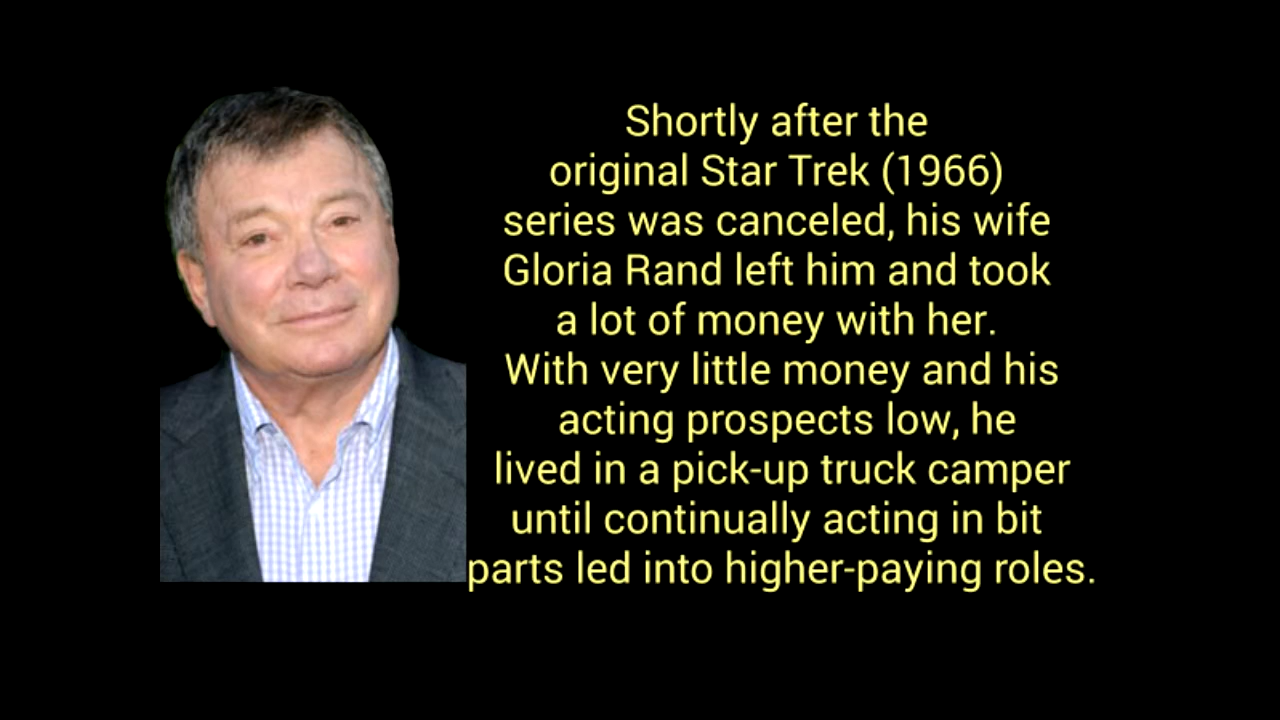 Shortly after the
original Star Trek (1966)
series was canceled, his wife
Gloria Rand left him and took
a lot of money with her.
With very little money and his
acting prospects low, he
lived in a pick-up truck camper
until continually acting in bit
parts led into higher-paying roles.